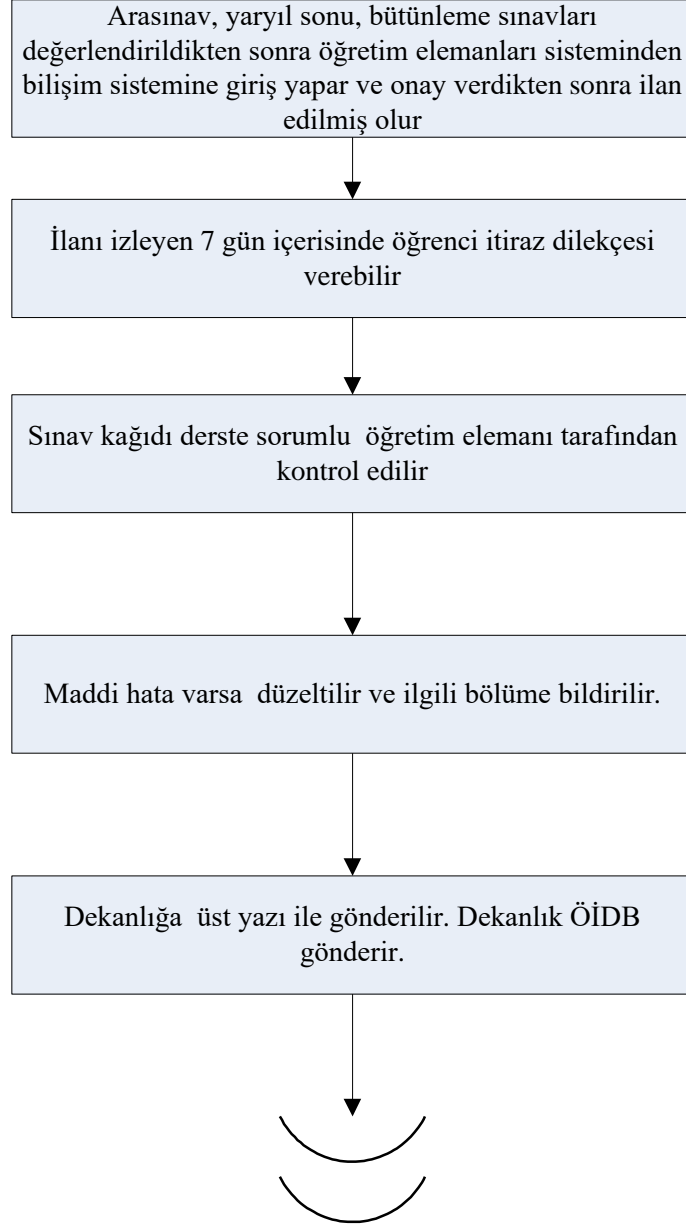 Arasınav, yaryıl sonu, bütünleme sınavları
değerlendirildikten sonra öğretim elemanları sisteminden
bilişim sistemine giriş yapar ve onay verdikten sonra ilan
edilmiş olur
İlanı izleyen 7 gün içerisinde öğrenci itiraz dilekçesi
verebilir
Sınav kağıdı derste sorumlu öğretim elemanı tarafından
kontrol edilir
Maddi hata varsa düzeltilir ve ilgili bölüme bildirilir.
Dekanlığa üst yazı ile gönderilir. Dekanlık ÖİDB
gönderir.